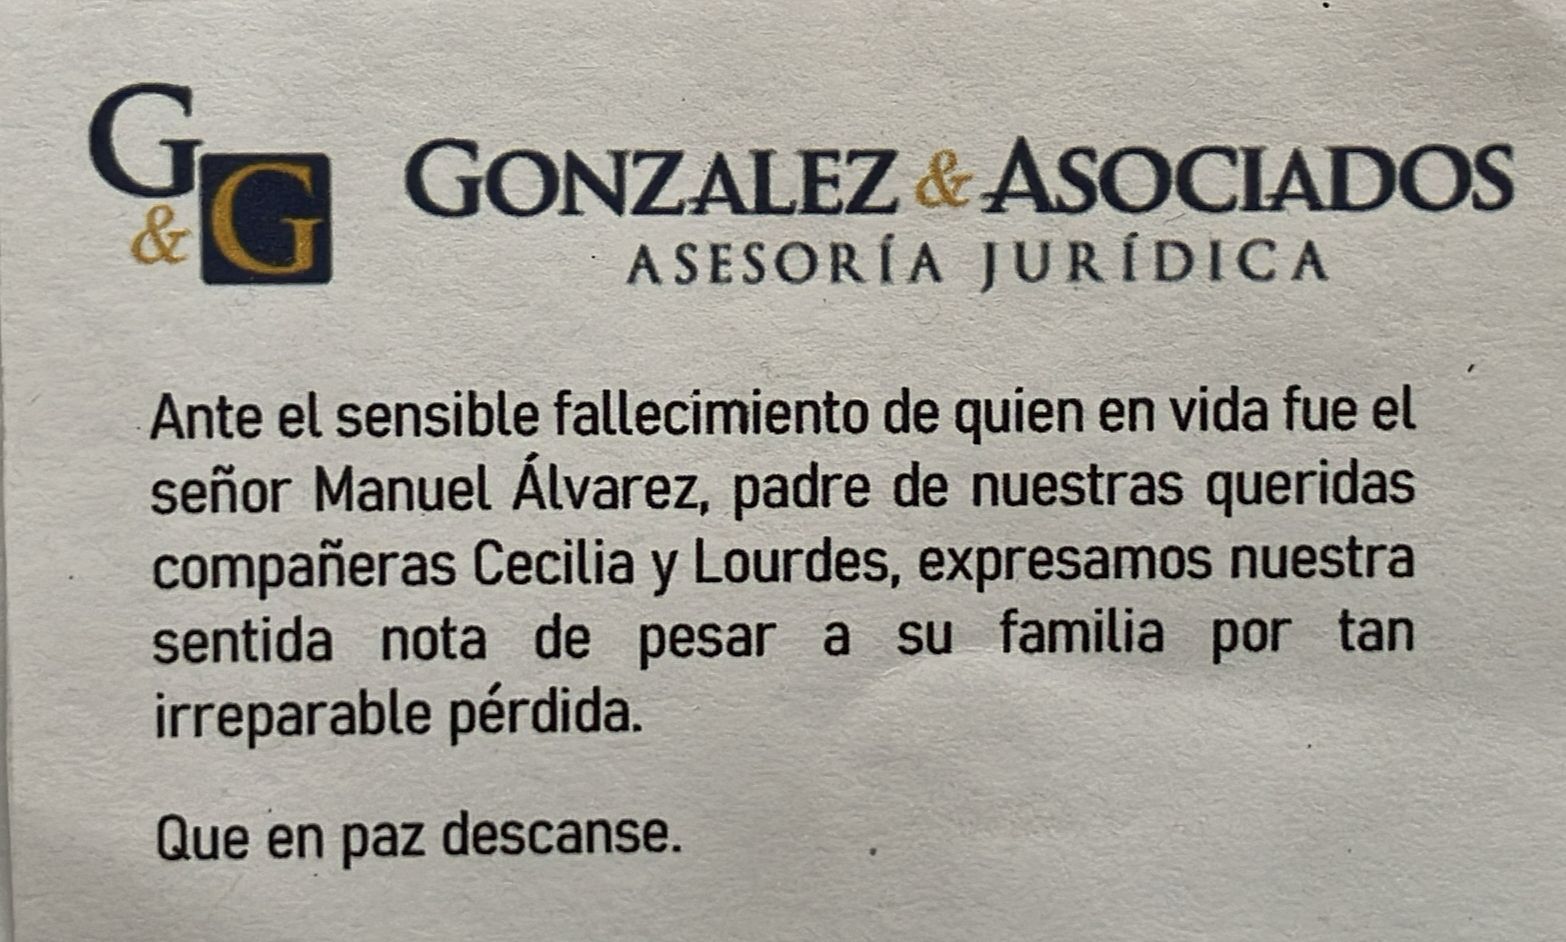 G
& G
GONZALEZ & ASOCIADOS
ASESORÍA JURÍDICA
Ante el sensible fallecimiento de quien en vida fue el
señor Manuel Álvarez, padre de nuestras queridas
compañeras Cecilia y Lourdes, expresamos nuestra
sentida nota de pesar a su familia por tan
irreparable pérdida.
Que en paz descanse.